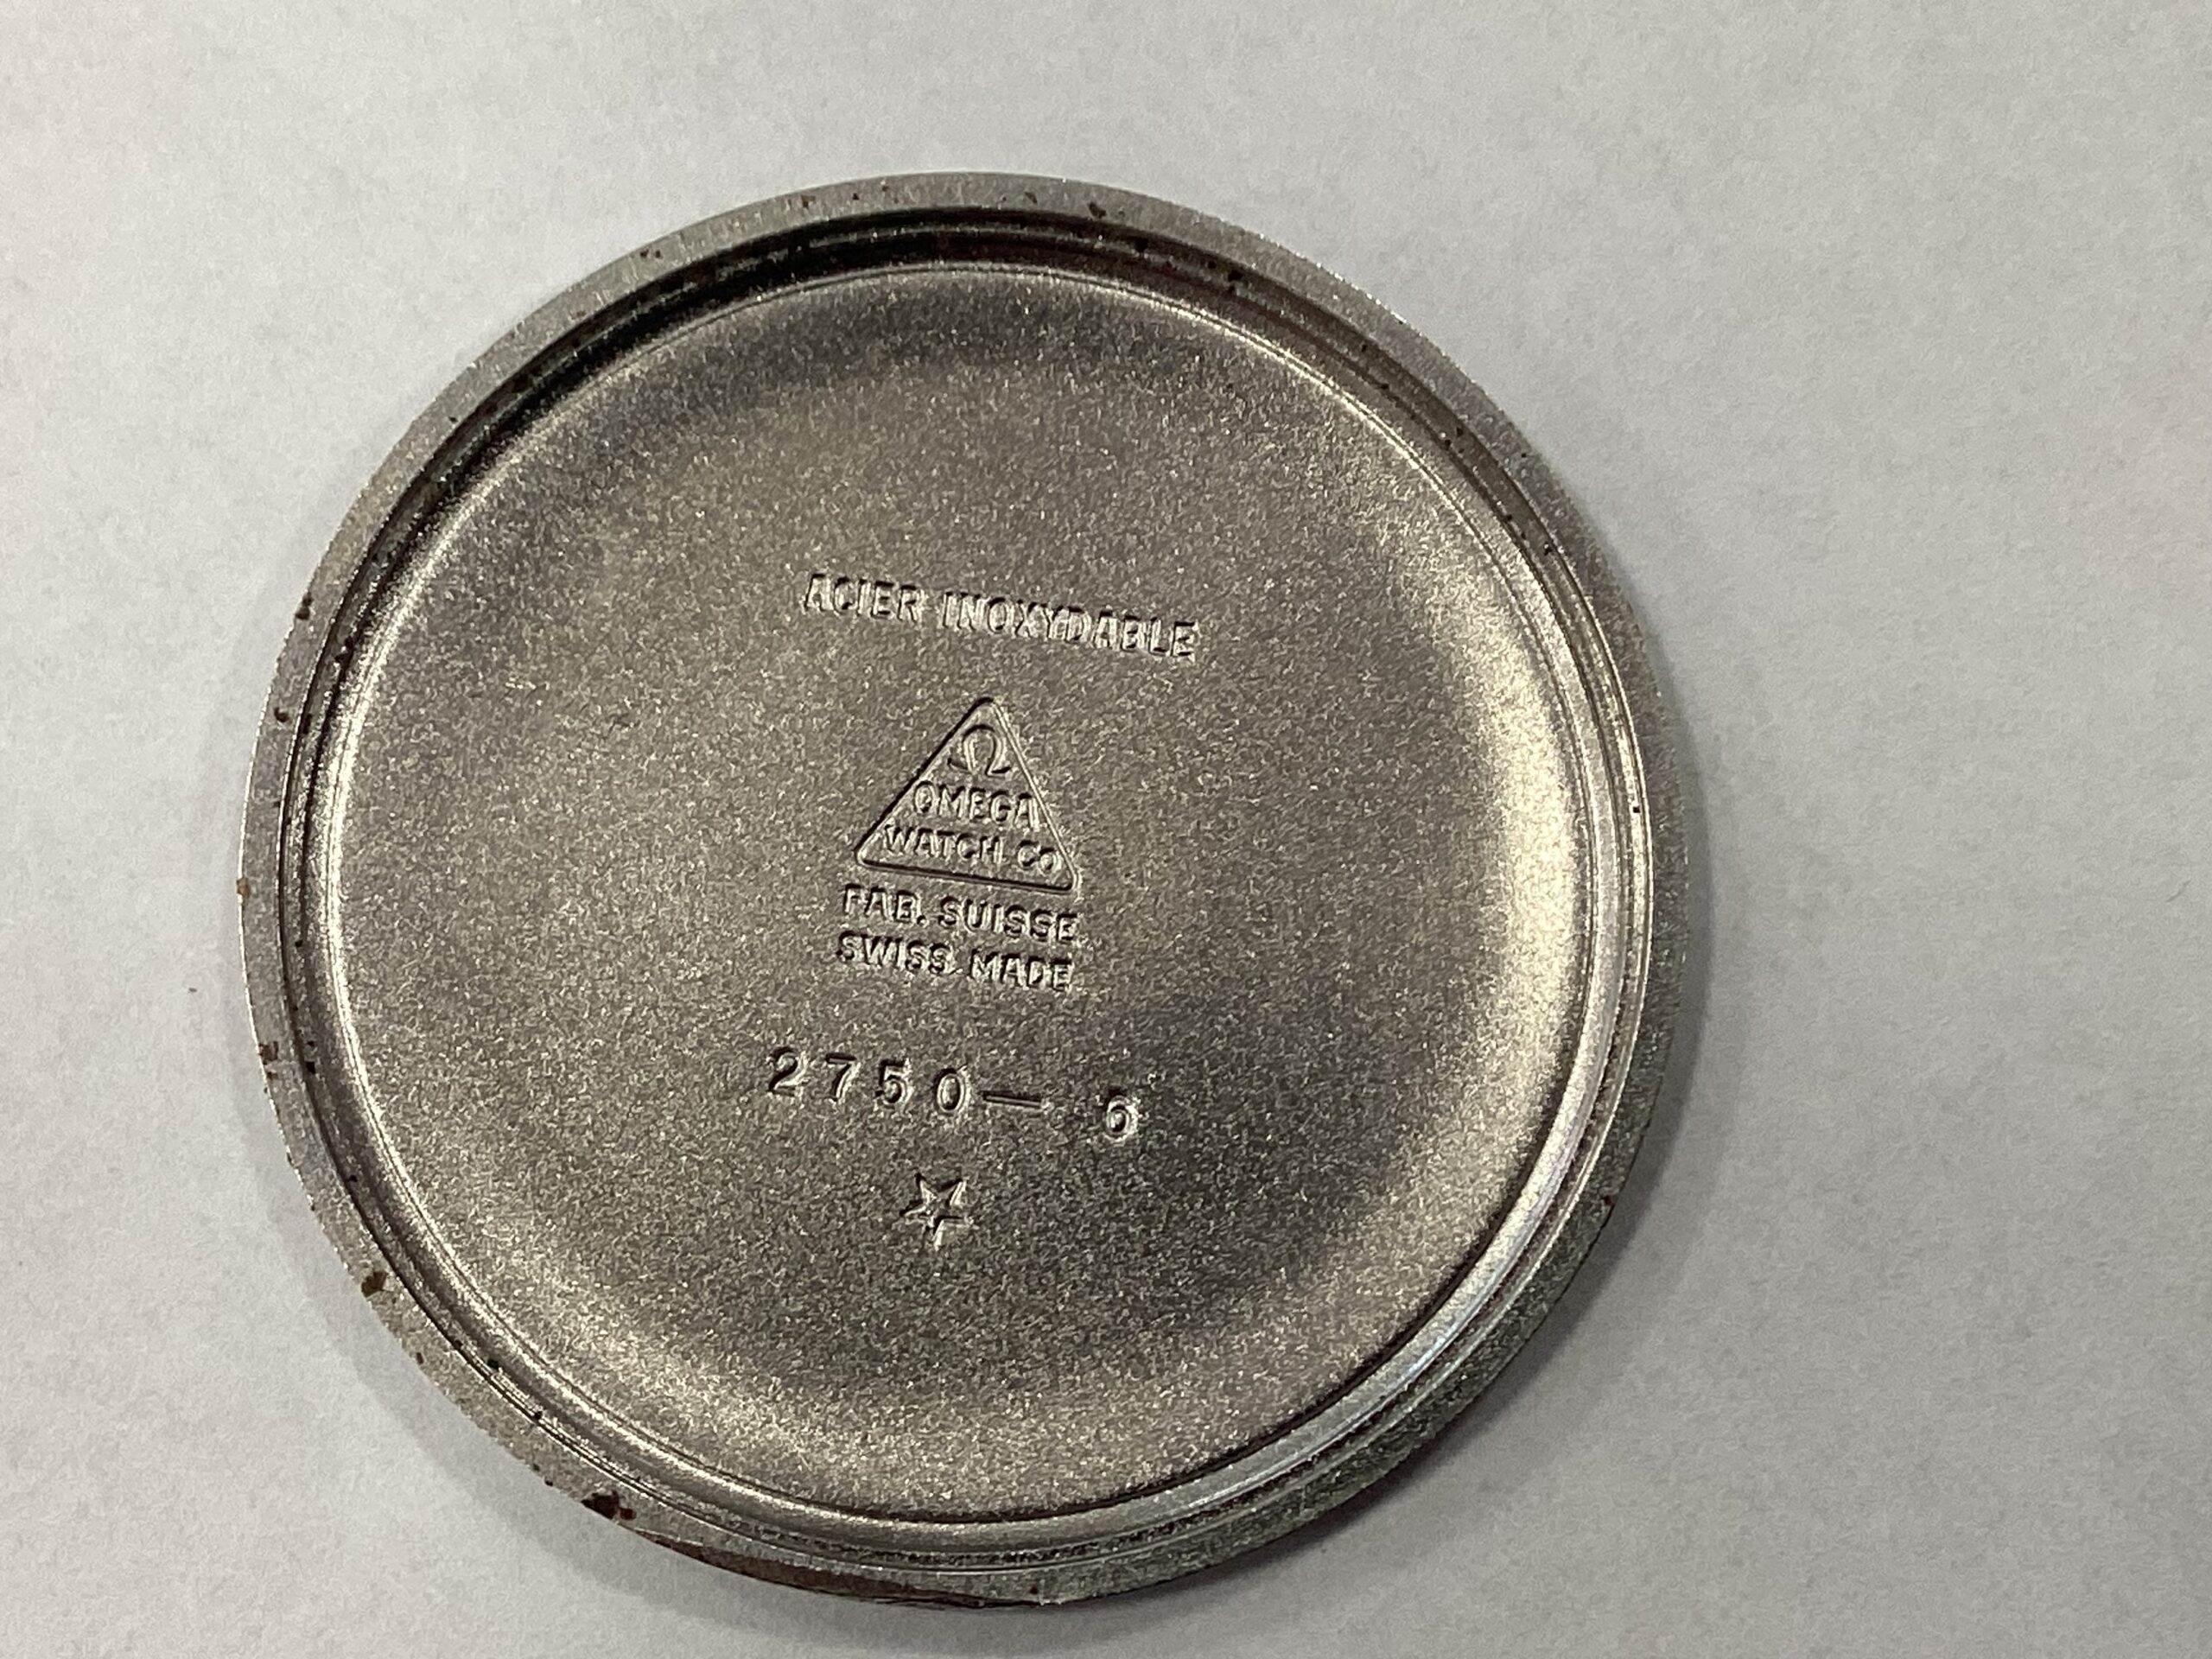 ACIER INOXYDABLE
Ω
OMEGA
WATCH CO
FAB. SUISSE
SWISS MADE
2750— 6